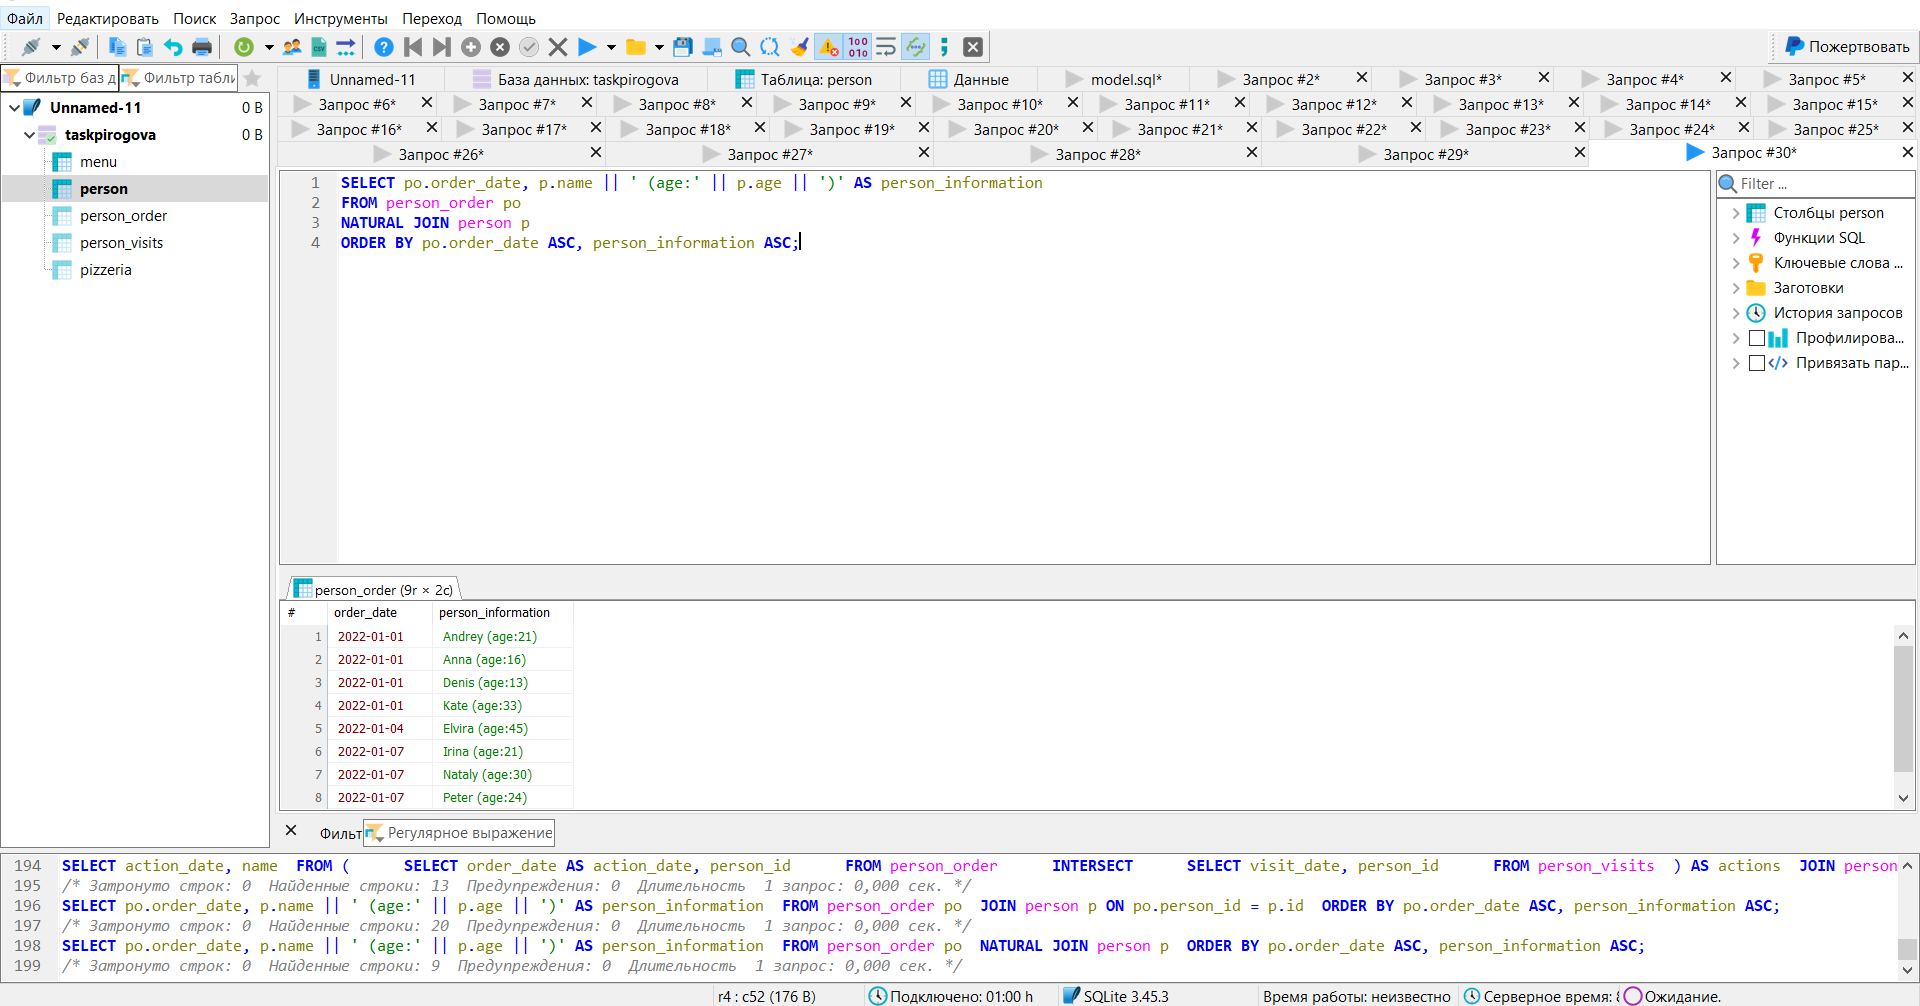 Файл Редактировать Поиск Запрос Инструменты Переход Помощь
Пожертвовать
Фильтр баз д Фильтр табли
Unnamed-11 База данных: taskpirogova Таблица: person Данные model.sql* Запрос #2* Запрос #3* Запрос #4* Запрос #5*
Запрос #6* Запрос #7* Запрос #8* Запрос #9* Запрос #10* Запрос #11* Запрос #12* Запрос #13* Запрос #14* Запрос #15*
Запрос #16* Запрос #17* Запрос #18* Запрос #19* Запрос #20* Запрос #21* Запрос #22* Запрос #23* Запрос #24* Запрос #25*
Запрос #26* Запрос #27* Запрос #28* Запрос #29* Запрос #30*
Unnamed-11 0 B
taskpirogova 0 B
menu
person
person_order
person_visits
pizzeria
1 SELECT po.order_date, p.name || ' (age:' || p.age || ')' AS person_information
2 FROM person_order po
3 NATURAL JOIN person p
4 ORDER BY po.order_date ASC, person_information ASC;
Filter ...
Столбцы person
Функции SQL
Ключевые слова ...
Заготовки
История запросов
Профилирова...
Привязать пар...
person_order (9r × 2c)
# order_date person_information
1 2022-01-01 Andrey (age:21)
2 2022-01-01 Anna (age:16)
3 2022-01-01 Denis (age:13)
4 2022-01-01 Kate (age:33)
5 2022-01-04 Elvira (age:45)
6 2022-01-07 Irina (age:21)
7 2022-01-07 Nataly (age:30)
8 2022-01-07 Peter (age:24)
Фильт Регулярное выражение
194 SELECT action_date, name FROM ( SELECT order_date AS action_date, person_id FROM person_order INTERSECT SELECT visit_date, person_id FROM person_visits ) AS actions JOIN person
195 /* Затронуто строк: 0 Найденные строки: 13 Предупреждения: 0 Длительность 1 запрос: 0,000 сек. */
196 SELECT po.order_date, p.name || ' (age:' || p.age || ')' AS person_information FROM person_order po JOIN person p ON po.person_id = p.id ORDER BY po.order_date ASC, person_information ASC;
197 /* Затронуто строк: 0 Найденные строки: 20 Предупреждения: 0 Длительность 1 запрос: 0,000 сек. */
198 SELECT po.order_date, p.name || ' (age:' || p.age || ')' AS person_information FROM person_order po NATURAL JOIN person p ORDER BY po.order_date ASC, person_information ASC;
199 /* Затронуто строк: 0 Найденные строки: 9 Предупреждения: 0 Длительность 1 запрос: 0,000 сек. */
r4 : c52 (176 B) Подключено: 01:00 h SQLite 3.45.3 Время работы: неизвестно Серверное время: Ожидание.